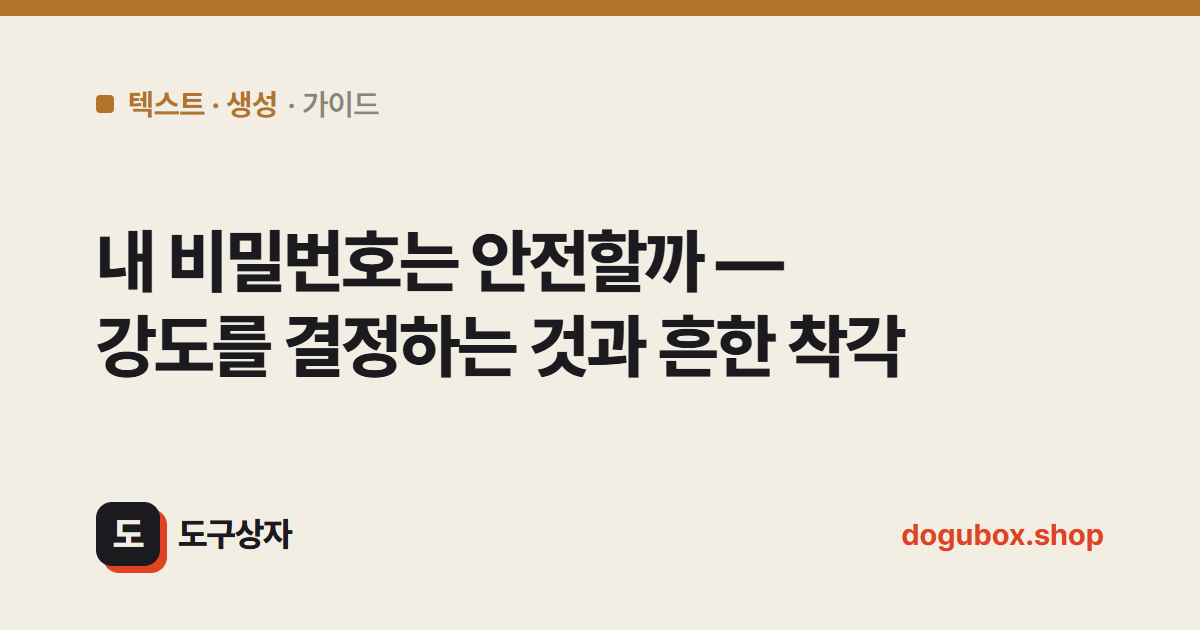 텍스트 · 생성 · 가이드
내 비밀번호는 안전할까 —
강도를 결정하는 것과 흔한 착각
도 도구상자
dogubox.shop